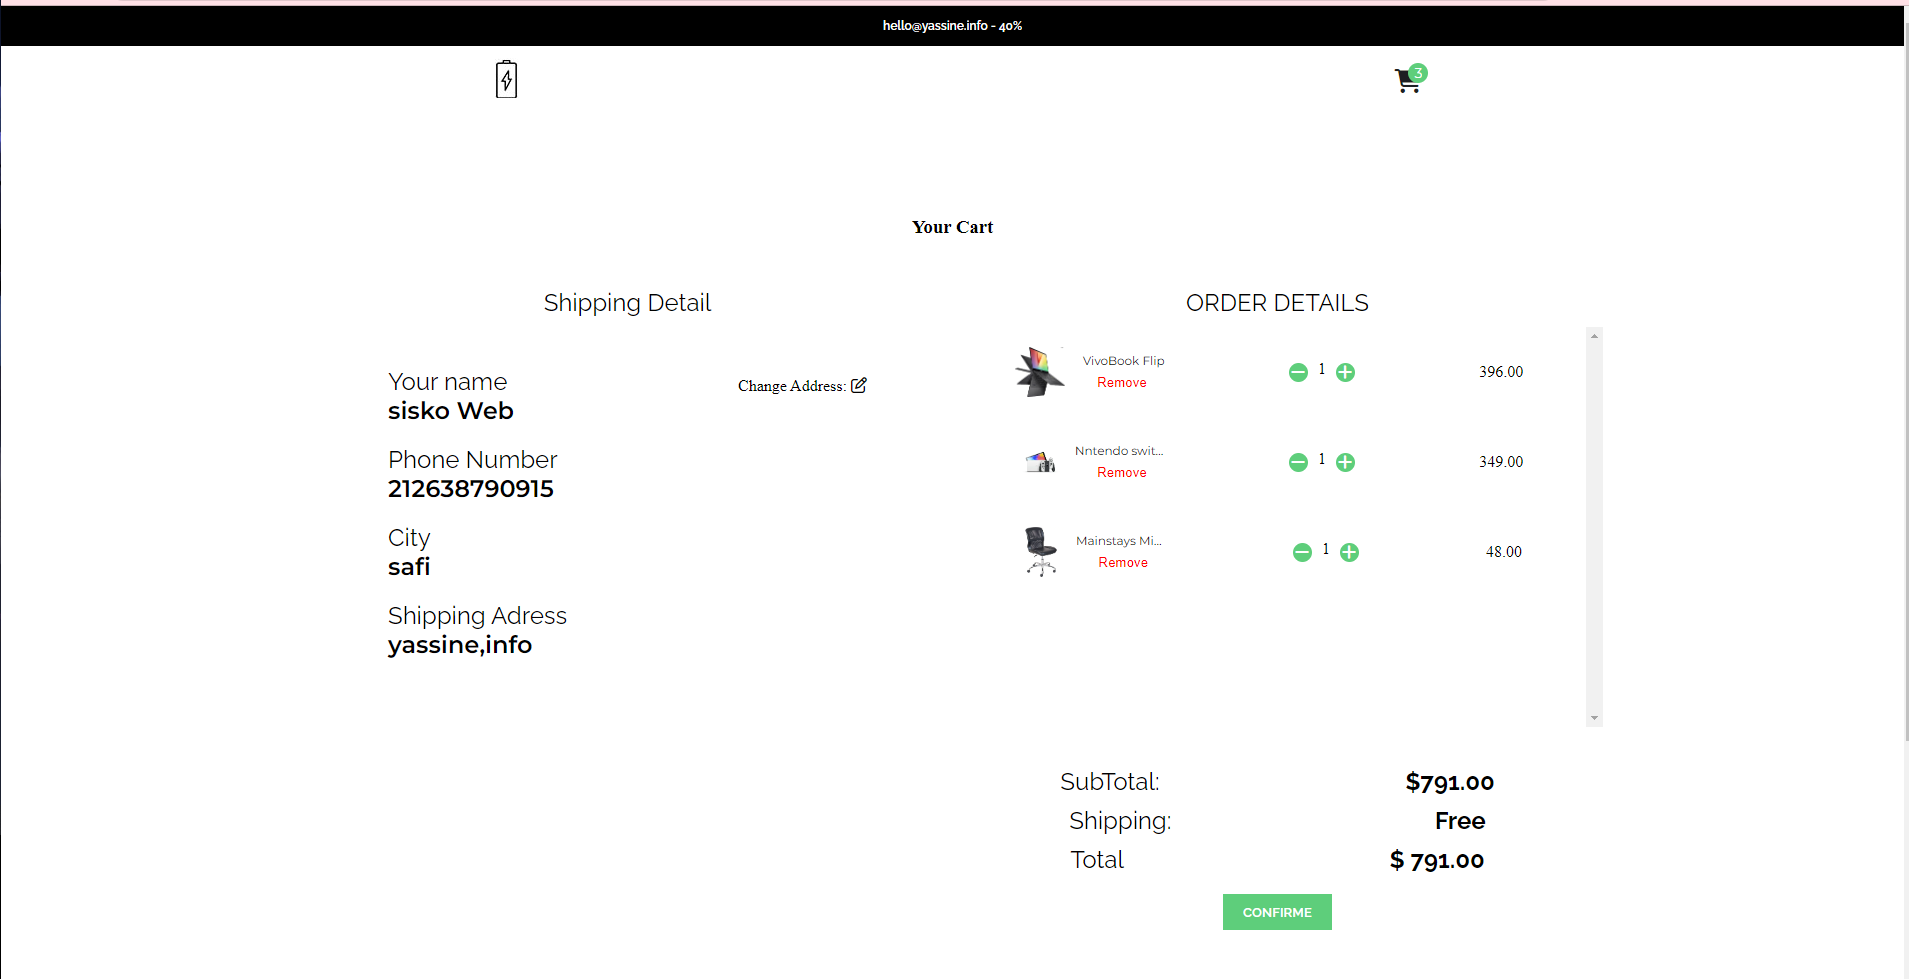 hello@yassine.info - 40%
3
Your Cart
Shipping Detail
Your name
sisko Web
Change Address:
Phone Number
212638790915
City
safi
Shipping Adress
yassine,info
ORDER DETAILS
VivoBook Flip
Remove
1
396.00
Nntendo swit...
Remove
1
349.00
Mainstays Mi...
Remove
1
48.00
SubTotal: $791.00
Shipping: Free
Total $ 791.00
CONFIRME